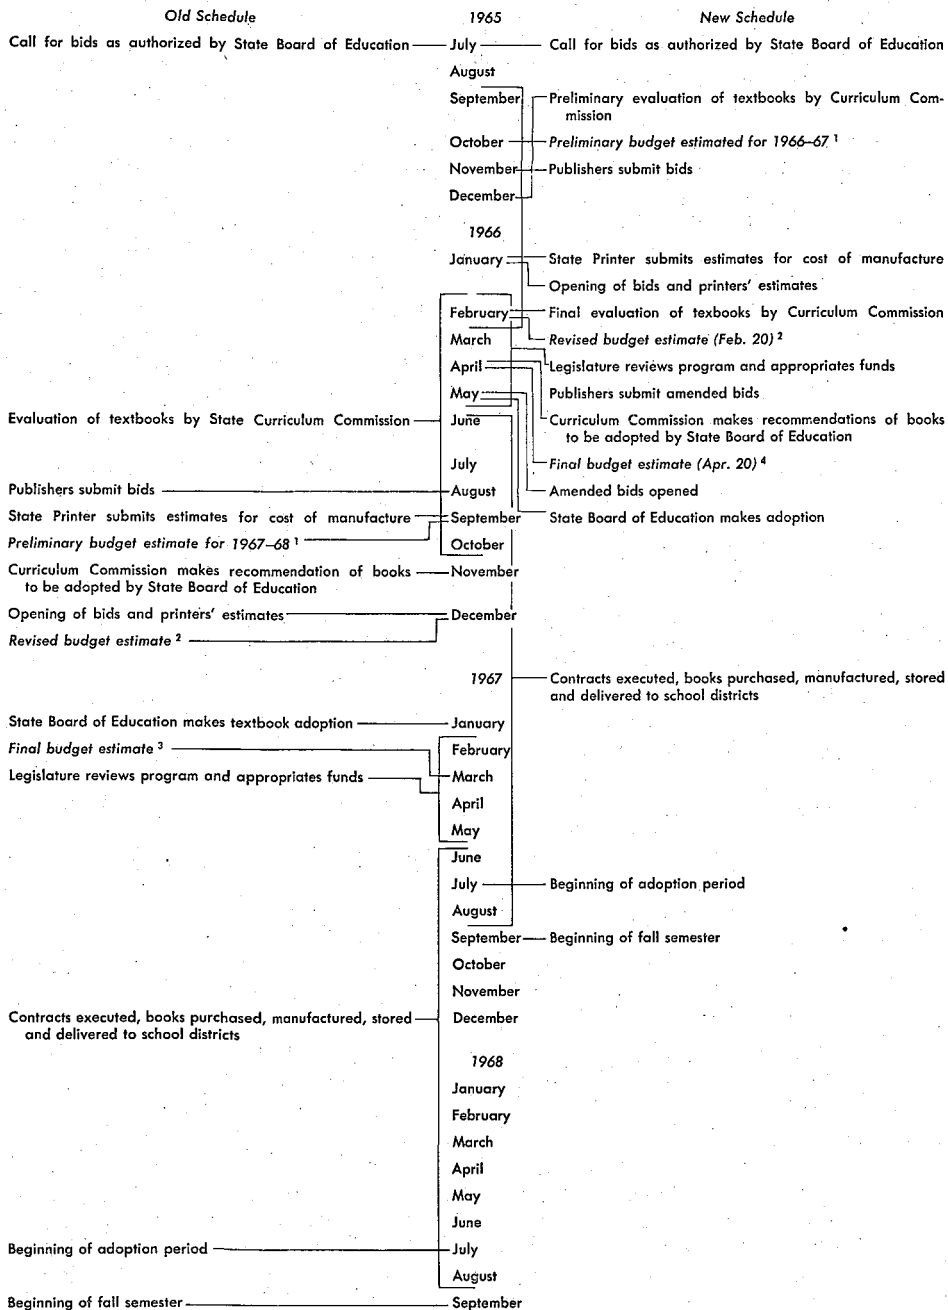 Old Schedule 1965 New Schedule
Call for bids as authorized by State Board of Education July Call for bids as authorized by State Board of Education
August
September Preliminary evaluation of textbooks by Curriculum Com-
mission
October Preliminary budget estimated for 1966–67 1
November Publishers submit bids
December
1966
January State Printer submits estimates for cost of manufacture
Opening of bids and printers' estimates
February Final evaluation of texbooks by Curriculum Commission
March Revised budget estimate (Feb. 20) 2
April Legislature reviews program and appropriates funds
May Publishers submit amended bids
Evaluation of textbooks by State Curriculum Commission June Curriculum Commission makes recommendations of books
to be adopted by State Board of Education
July Final budget estimate (Apr. 20) 4
Publishers submit bids August Amended bids opened
State Printer submits estimates for cost of manufacture September State Board of Education makes adoption
Preliminary budget estimate for 1967–68 1 October
Curriculum Commission makes recommendation of books November
to be adopted by State Board of Education
Opening of bids and printers' estimates December
Revised budget estimate 2
1967 Contracts executed, books purchased, manufactured, stored
and delivered to school districts
State Board of Education makes textbook adoption January
Final budget estimate 3 February
Legislature reviews program and appropriates funds March
April
May
June
July Beginning of adoption period
August
September Beginning of fall semester
October
November
Contracts executed, books purchased, manufactured, stored December
and delivered to school districts
1968
January
February
March
April
May
June
Beginning of adoption period July
August
Beginning of fall semester September